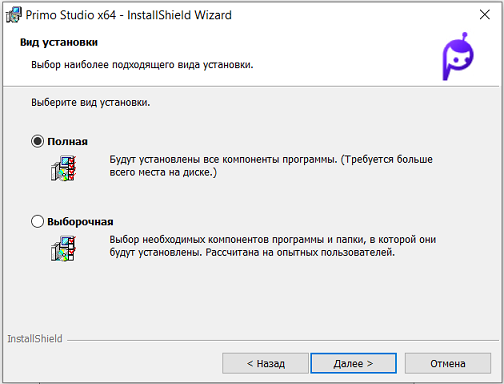 Primo Studio x64 - InstallShield Wizard
Вид установки
Выбор наиболее подходящего вида установки.
Выберите вид установки.
Полная
Будут установлены все компоненты программы. (Требуется больше
всего места на диске.)
Выборочная
Выбор необходимых компонентов программы и папки, в которой они
будут установлены. Рассчитана на опытных пользователей.
InstallShield
< Назад
Далее >
Отмена